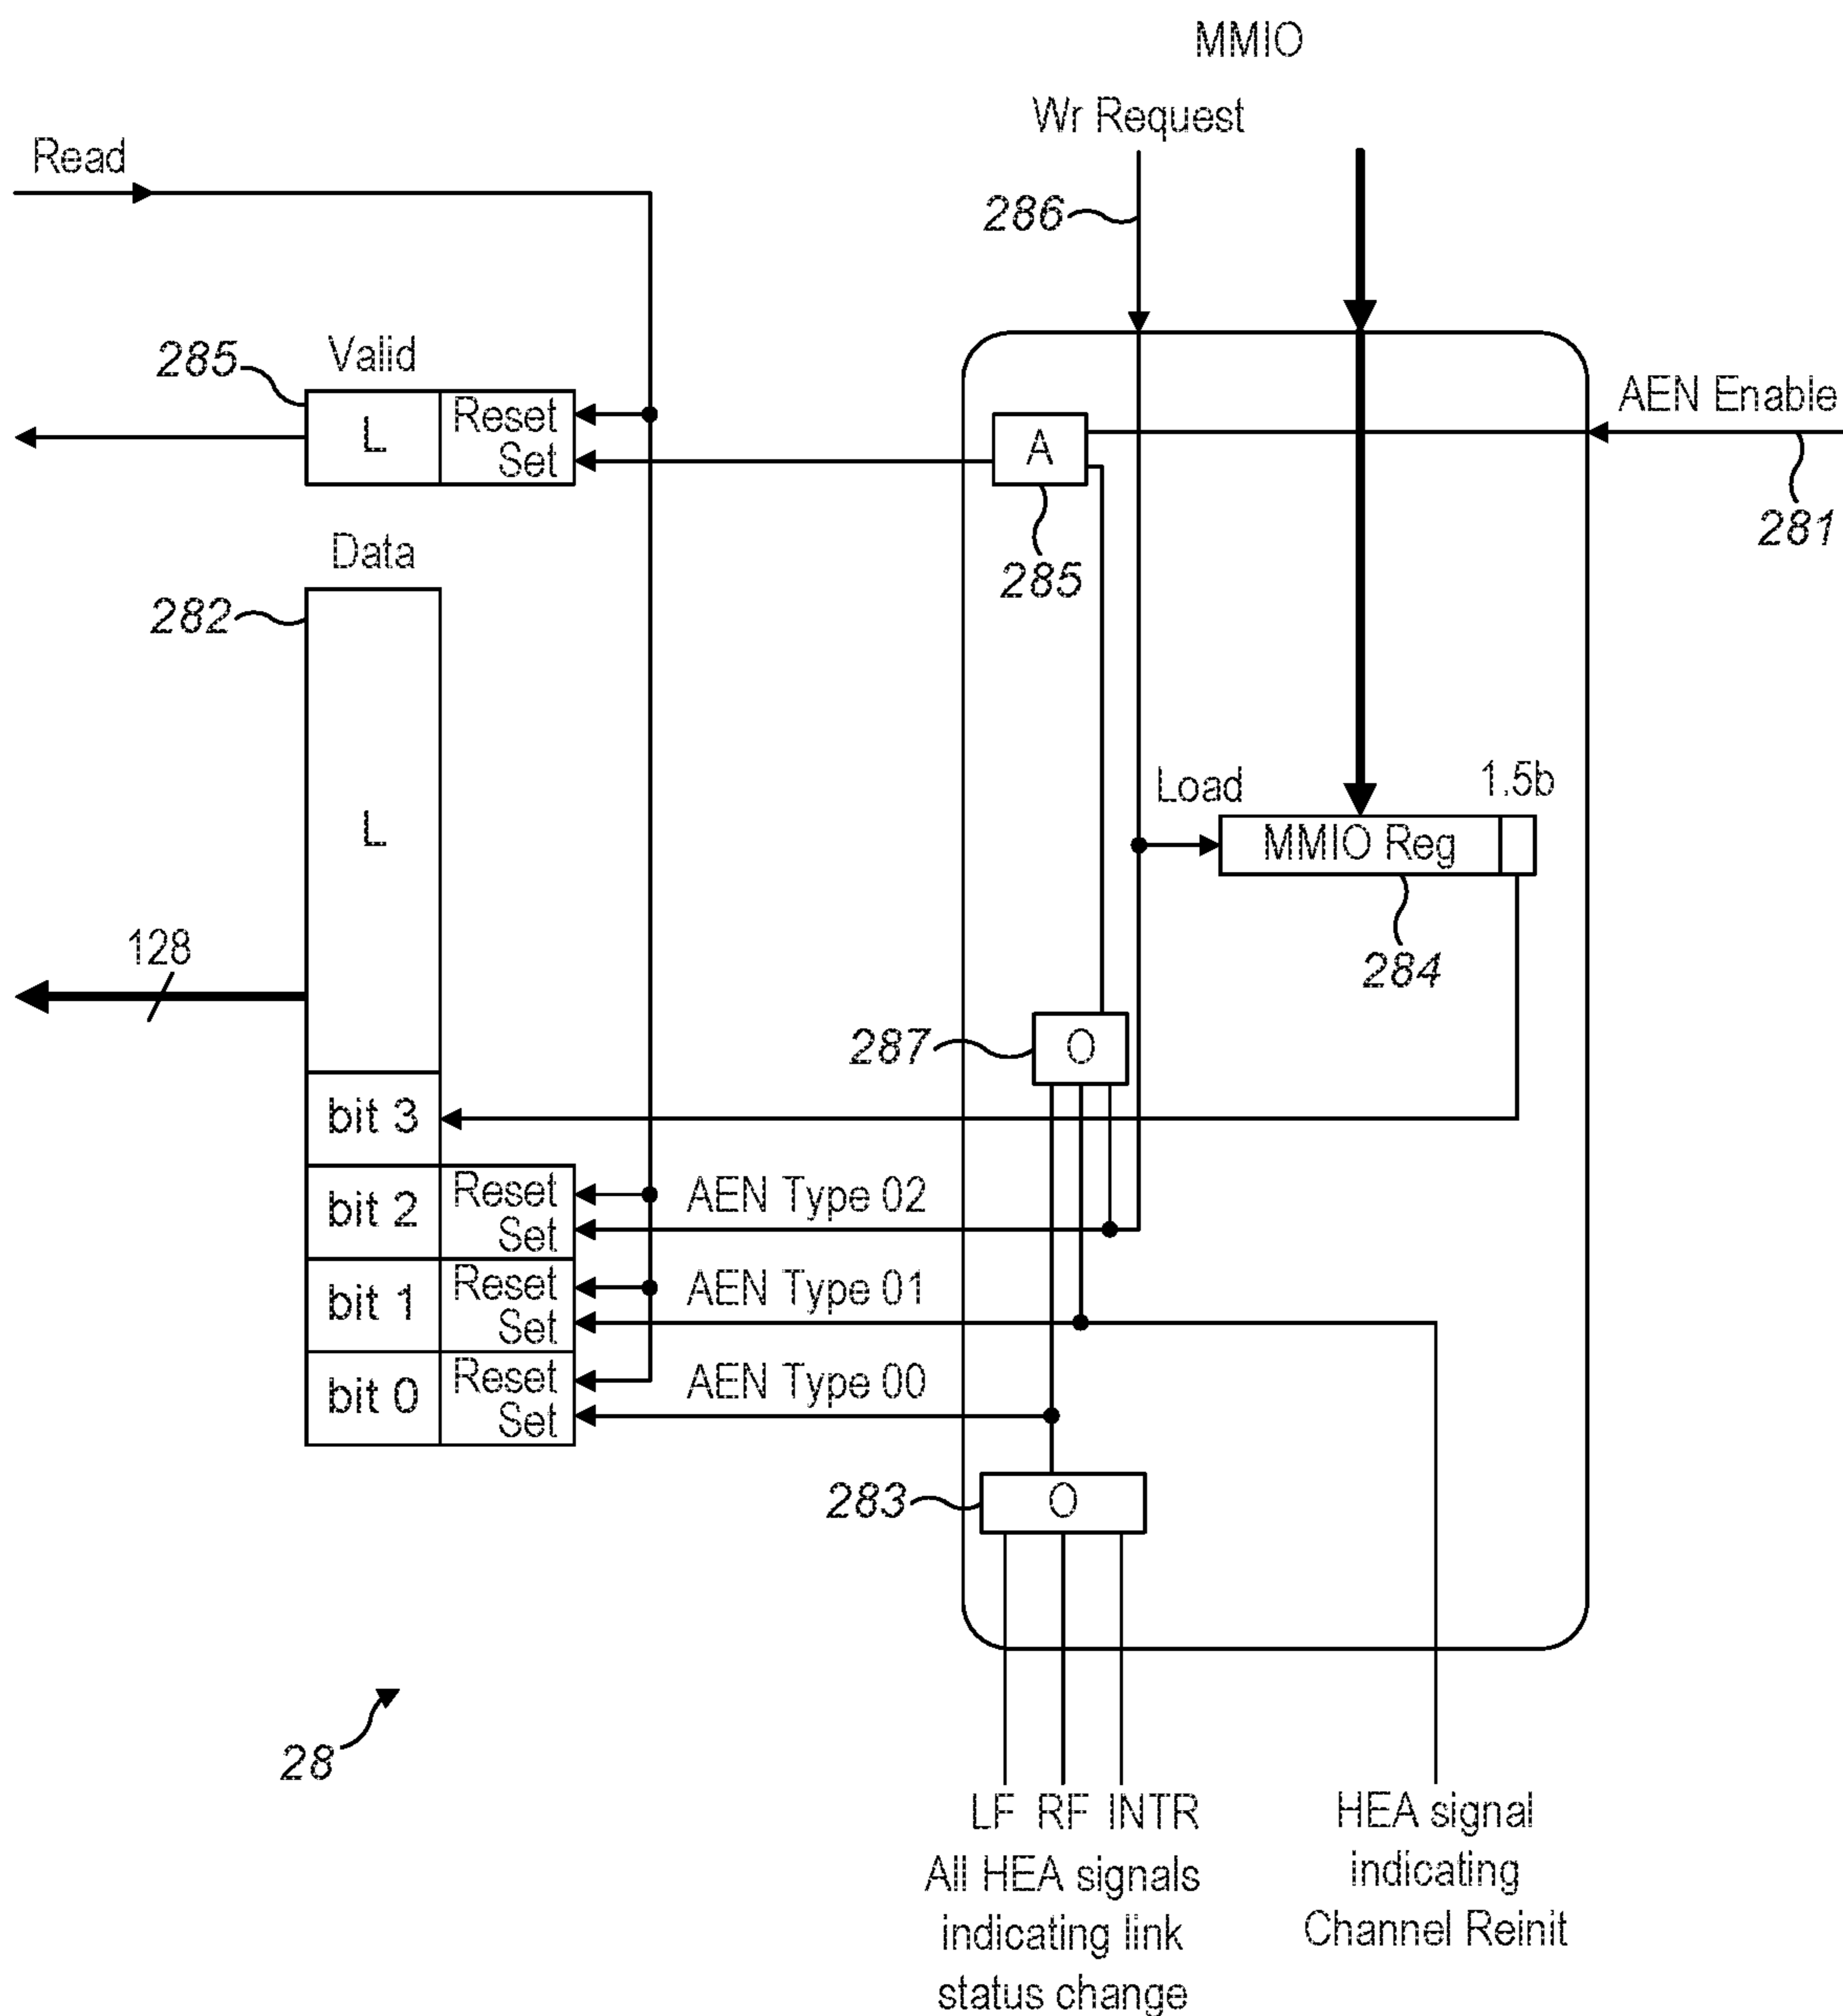 MMIO
Wr Request
Read
286
285
Valid
AEN Enable
L
Reset
Set
A
281
285
Data
282
Load
1.5b
L
MMIO Reg
284
128
287
O
bit 3
bit 2
Reset
Set
AEN Type 02
bit 1
Reset
Set
AEN Type 01
bit 0
Reset
Set
AEN Type 00
283
O
28
LF RF INTR
All HEA signals
indicating link
status change
HEA signal
indicating
Channel Reinit